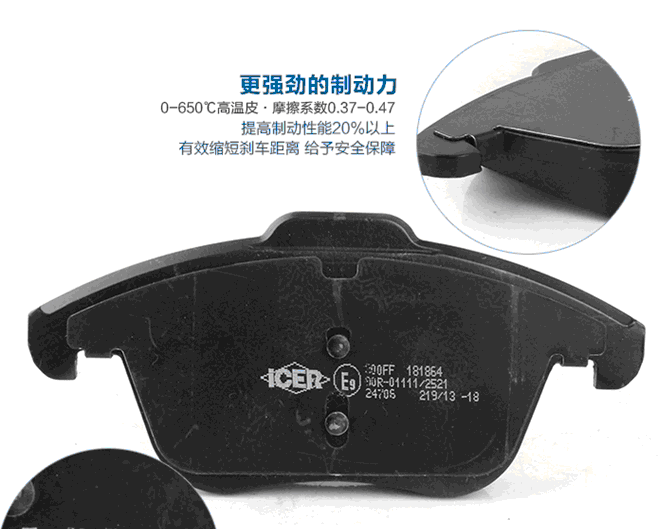 更强劲的制动力
0-650℃高温皮·摩擦系数0.37-0.47
提高制动性能20%以上
有效缩短刹车距离 给予安全保障
ICER E9
300FF 181864
90R-01111/2521
24706 219/13 -18